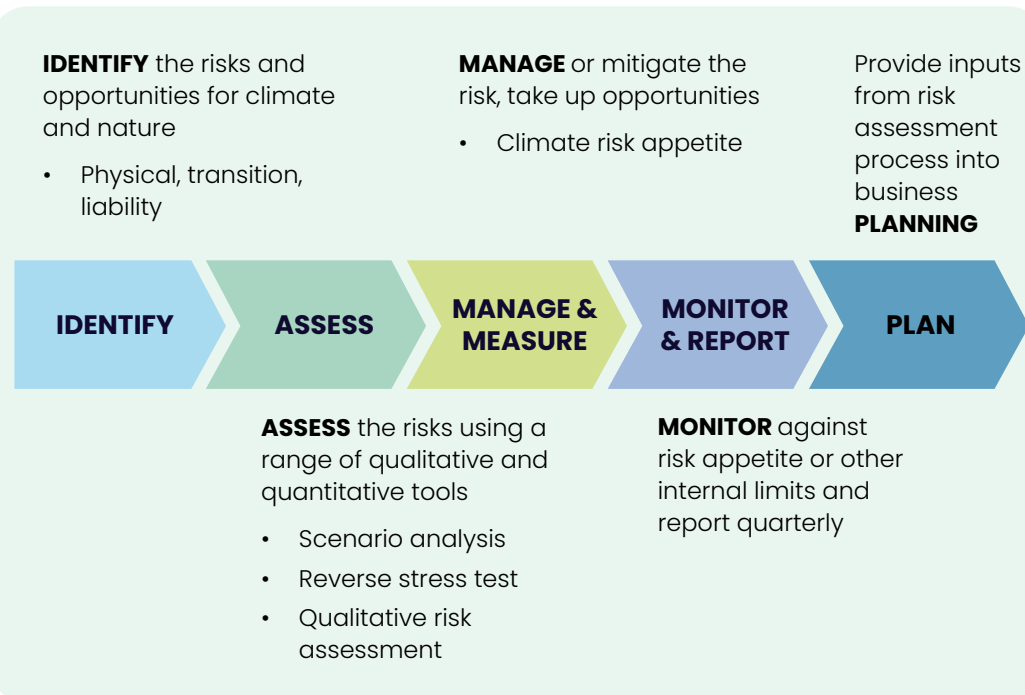 IDENTIFY the risks and
opportunities for climate
and nature
• Physical, transition,
liability
MANAGE or mitigate the
risk, take up opportunities
• Climate risk appetite
Provide inputs
from risk
assessment
process into
business
PLANNING
IDENTIFY
ASSESS
MANAGE &
MEASURE
MONITOR
& REPORT
PLAN
ASSESS the risks using a
range of qualitative and
quantitative tools
• Scenario analysis
• Reverse stress test
• Qualitative risk
assessment
MONITOR against
risk appetite or other
internal limits and
report quarterly